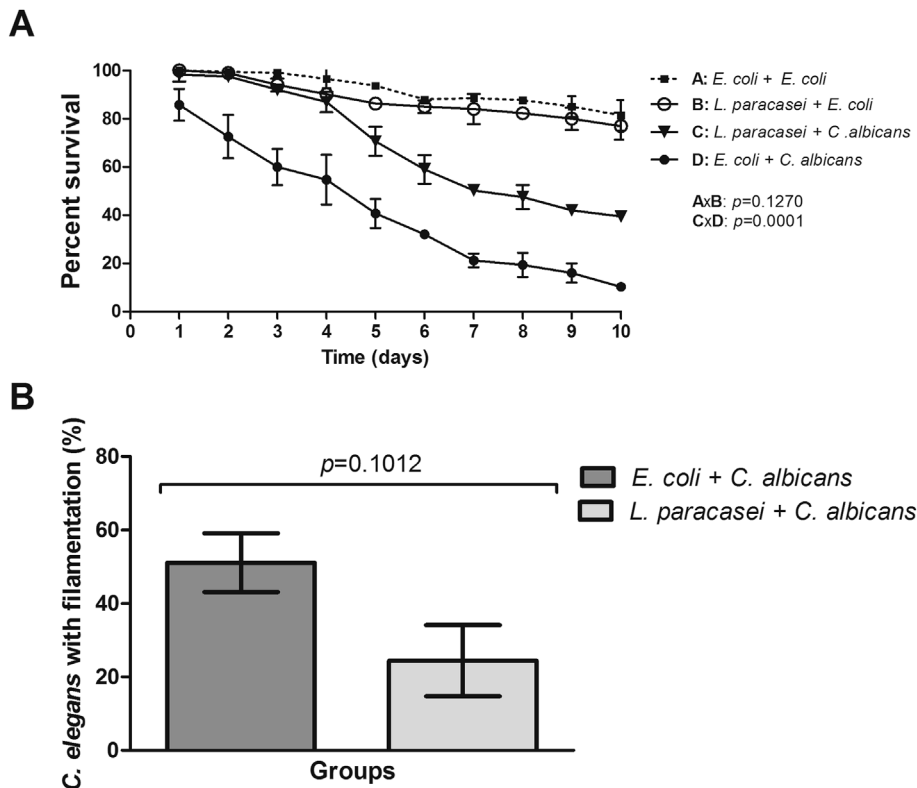 A
Percent survival
100
80
60
40
20
0
0 1 2 3 4 5 6 7 8 9 10
Time (days)
A: E. coli + E. coli
B: L. paracasei + E. coli
C: L. paracasei + C .albicans
D: E. coli + C. albicans
AxB: p=0.1270
CxD: p=0.0001
B
C. elegans with filamentation (%)
80
60
40
20
0
p=0.1012
Groups
E. coli + C. albicans
L. paracasei + C. albicans